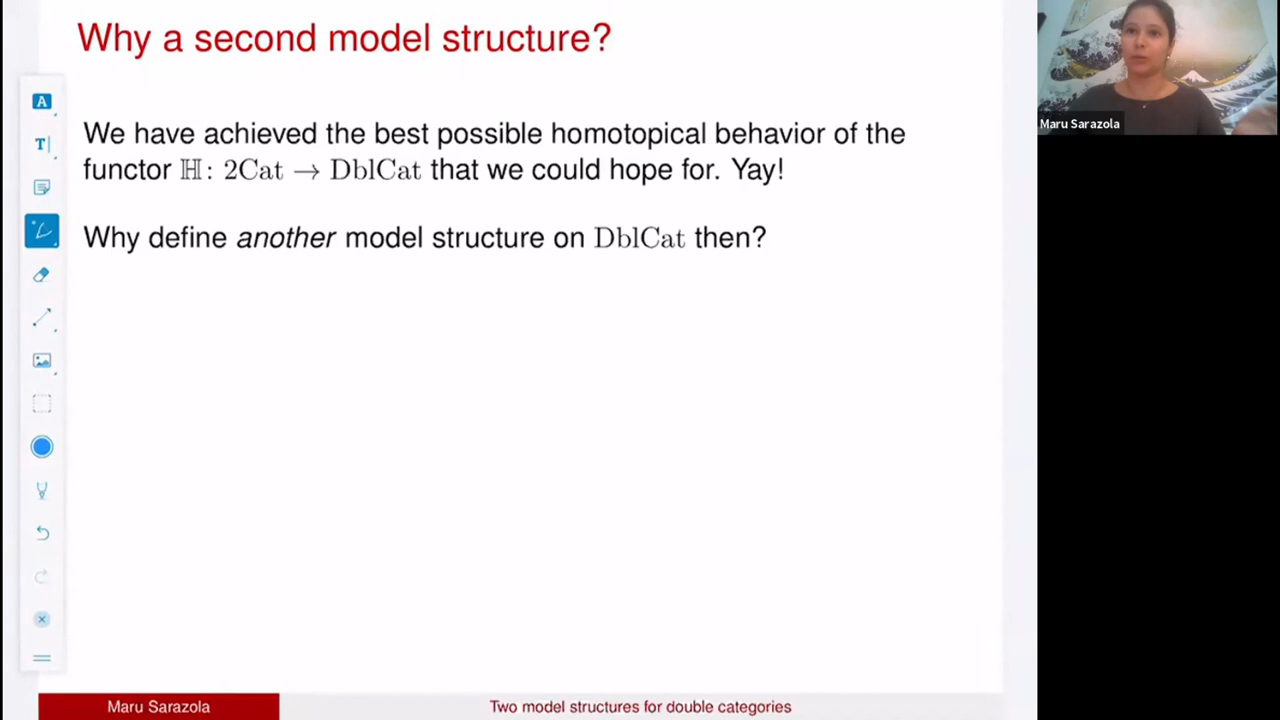 Why a second model structure?
We have achieved the best possible homotopical behavior of the
functor ℍ: 2Cat → DblCat that we could hope for. Yay!
Why define another model structure on DblCat then?
A
T|
Maru Sarazola
Maru Sarazola
Two model structures for double categories